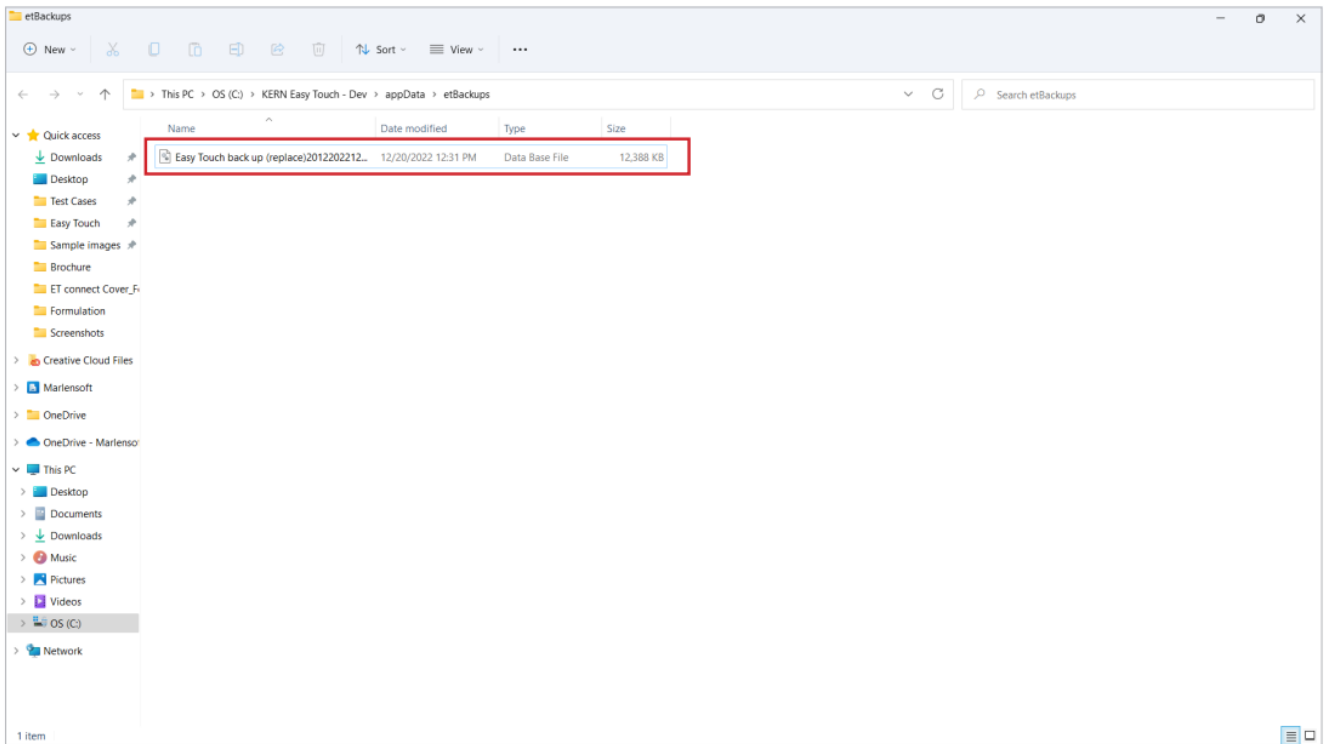 etBackups
New Sort View
This PC > OS (C:) > KERN Easy Touch - Dev > appData > etBackups
Search etBackups
Name Date modified Type Size
Easy Touch back up (replace)2012202212... 12/20/2022 12:31 PM Data Base File 12,388 KB
Quick access
Downloads
Desktop
Test Cases
Easy Touch
Sample images
Brochure
ET connect Cover_F
Formulation
Screenshots
Creative Cloud Files
Marlensoft
OneDrive
OneDrive - Marlenso
This PC
Desktop
Documents
Downloads
Music
Pictures
Videos
OS (C:)
Network
1 item